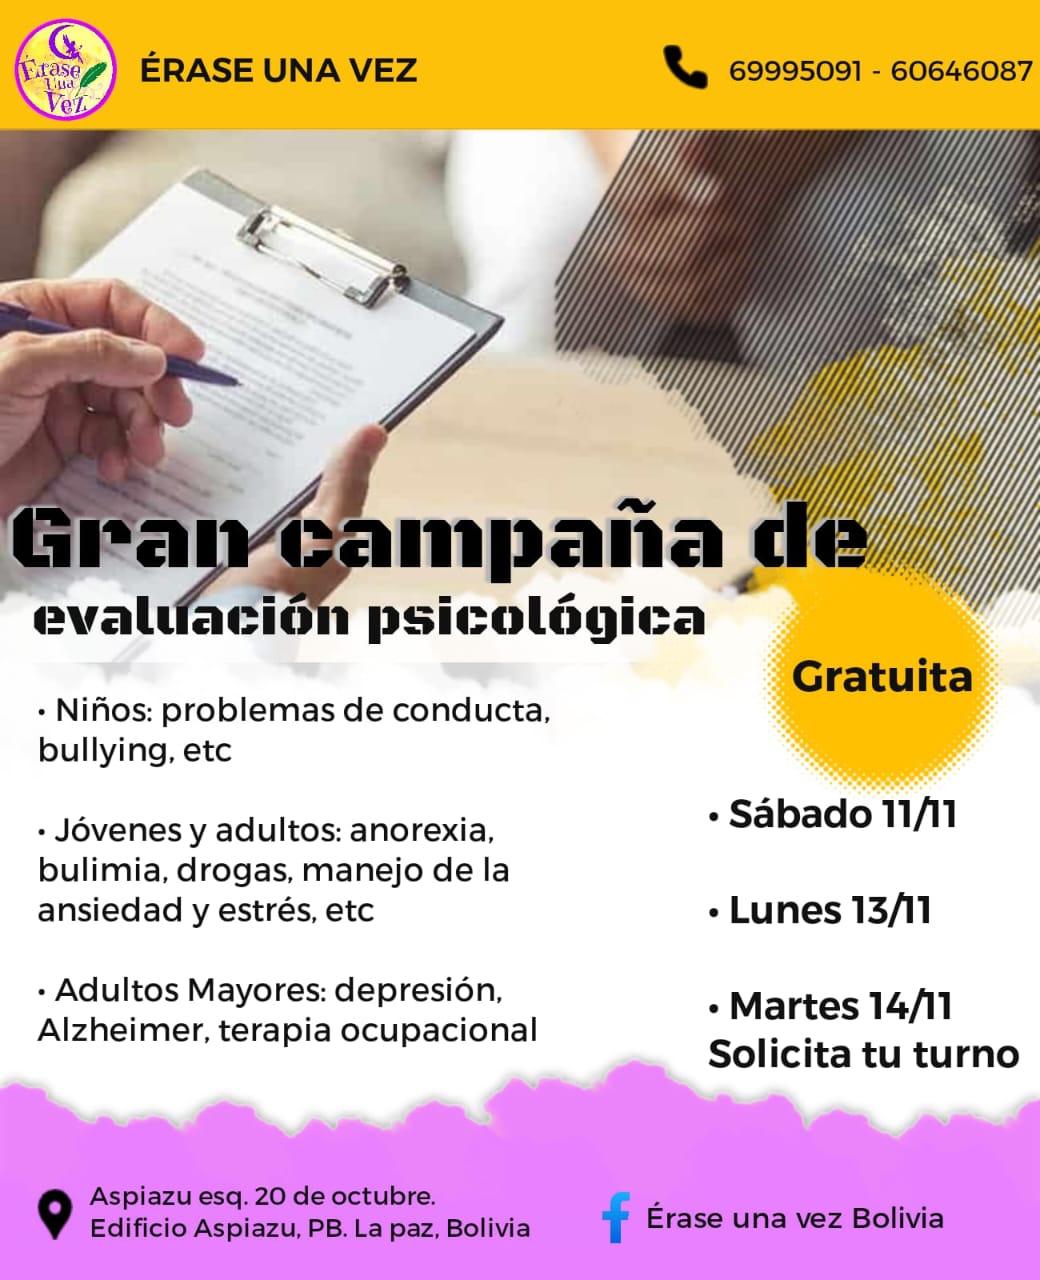 Érase
Una
Vez
ÉRASE UNA VEZ
69995091 - 60646087
Gran campaña de
evaluación psicológica
Gratuita
• Niños: problemas de conducta,
bullying, etc
• Jóvenes y adultos: anorexia,
bulimia, drogas, manejo de la
ansiedad y estrés, etc
• Adultos Mayores: depresión,
Alzheimer, terapia ocupacional
• Sábado 11/11
• Lunes 13/11
• Martes 14/11
Solicita tu turno
Aspiazu esq. 20 de octubre.
Edificio Aspiazu, PB. La paz, Bolivia
Érase una vez Bolivia